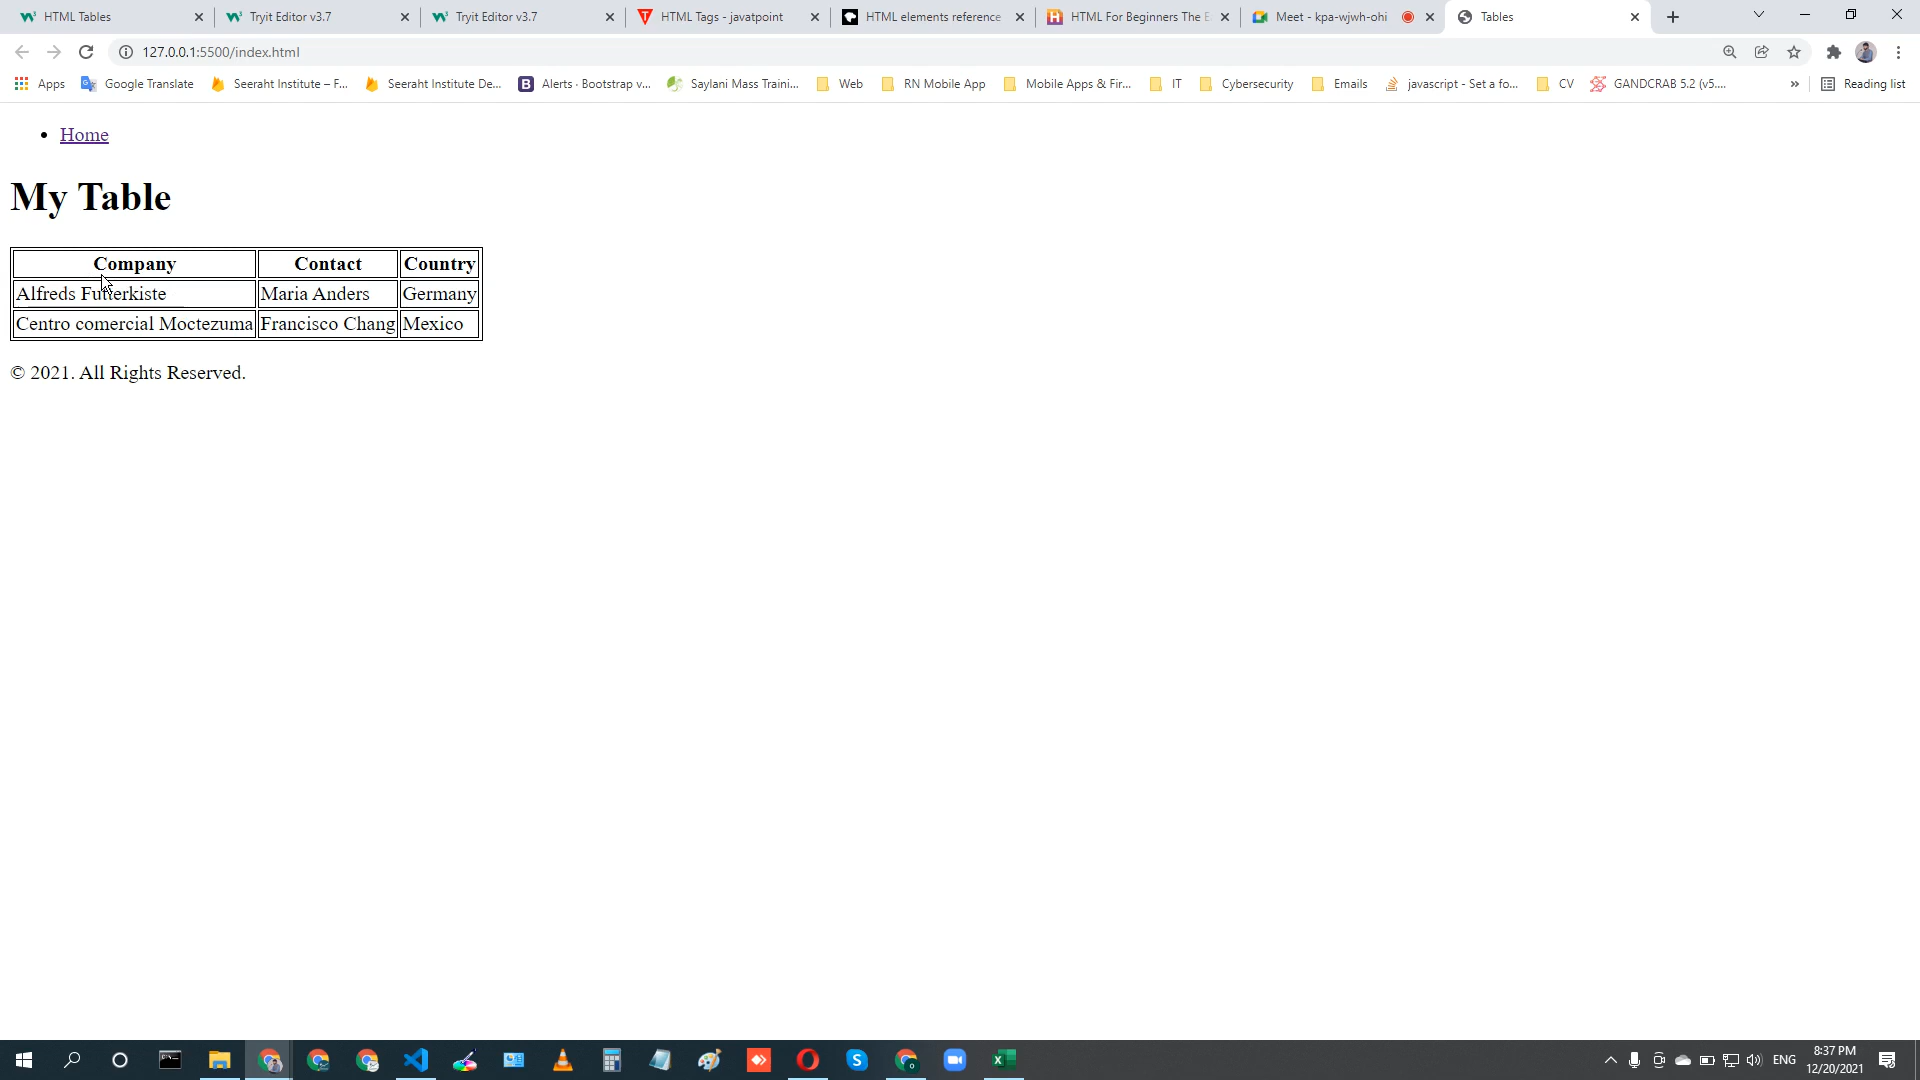 HTML Tables
Tryit Editor v3.7
Tryit Editor v3.7
HTML Tags - javatpoint
HTML elements reference
HTML For Beginners The E
Meet - kpa-wjwh-ohi
Tables
127.0.0.1:5500/index.html
Apps
Google Translate
Seeraht Institute – F...
Seeraht Institute De...
Alerts · Bootstrap v...
Saylani Mass Traini...
Web
RN Mobile App
Mobile Apps & Fir...
IT
Cybersecurity
Emails
javascript - Set a fo...
CV
GANDCRAB 5.2 (v5....
»
Reading list
• Home
My Table
Company Contact Country
Alfreds Futterkiste Maria Anders Germany
Centro comercial Moctezuma Francisco Chang Mexico
© 2021. All Rights Reserved.
ENG
8:37 PM
12/20/2021